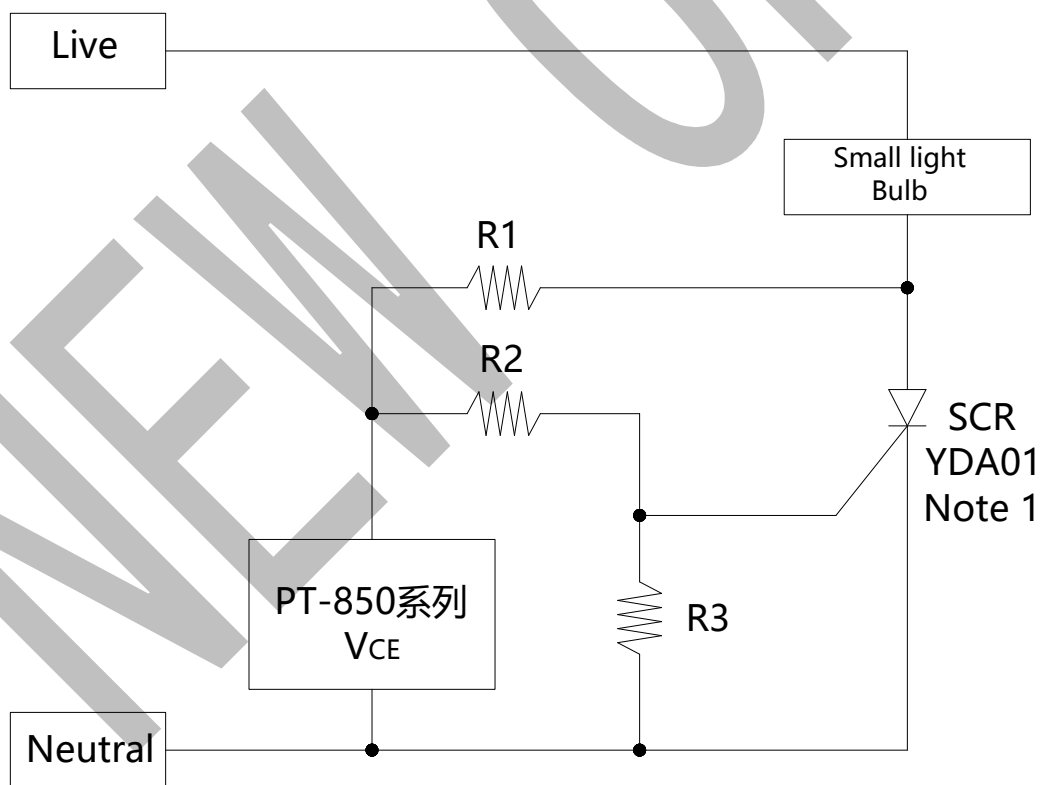 Live
Small light
Bulb
R1
R2
SCR
YDA01
Note 1
PT-850系列
VCE
R3
Neutral
NEW